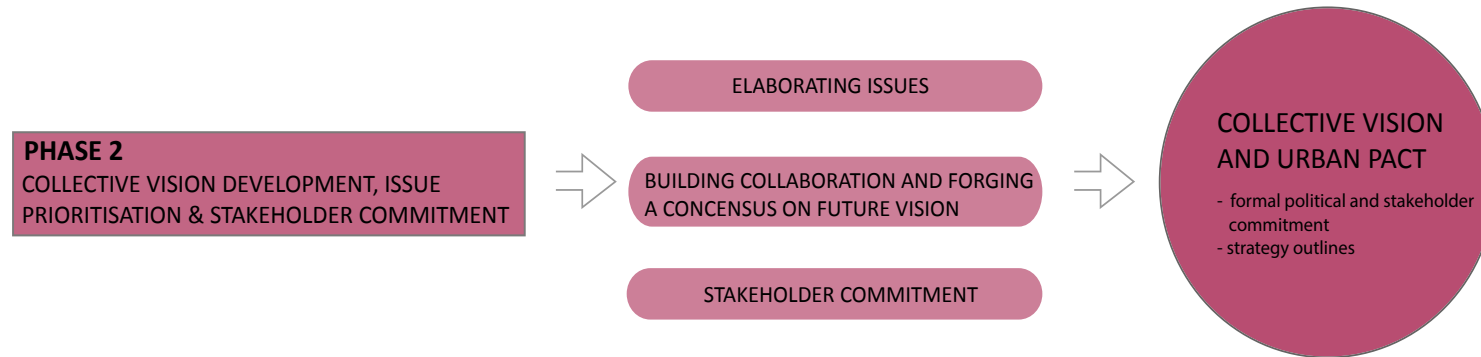 PHASE 2
COLLECTIVE VISION DEVELOPMENT, ISSUE
PRIORITISATION & STAKEHOLDER COMMITMENT
ELABORATING ISSUES
BUILDING COLLABORATION AND FORGING
A CONCENSUS ON FUTURE VISION
STAKEHOLDER COMMITMENT
COLLECTIVE VISION
AND URBAN PACT
- formal political and stakeholder
commitment
- strategy outlines